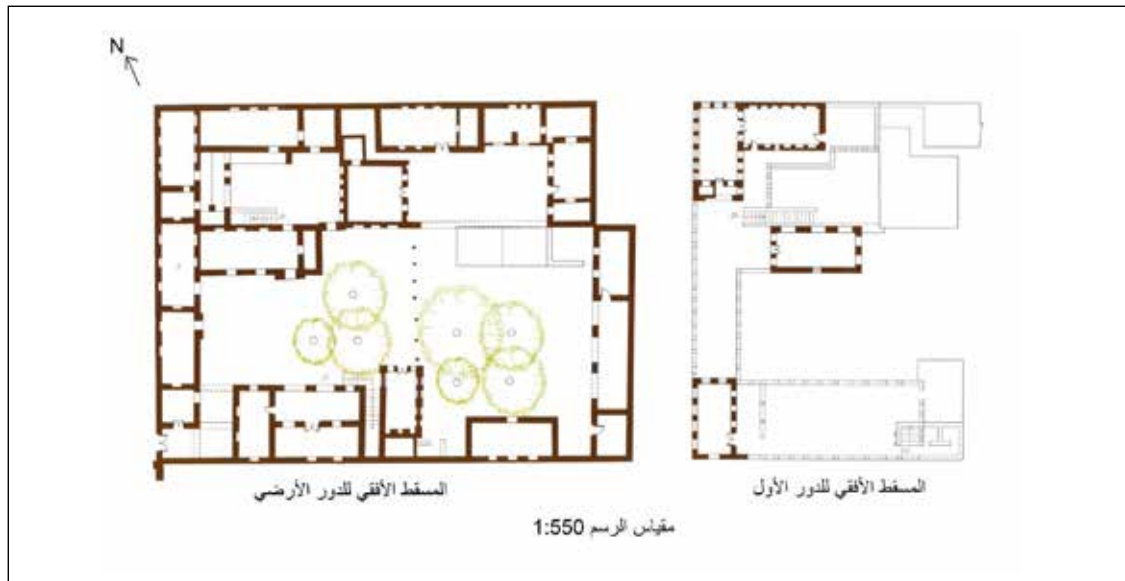 N
المسقط الأفقي للدور الأول
المسقط الأفقي للدور الأرضي
مقياس الرسم 1:550